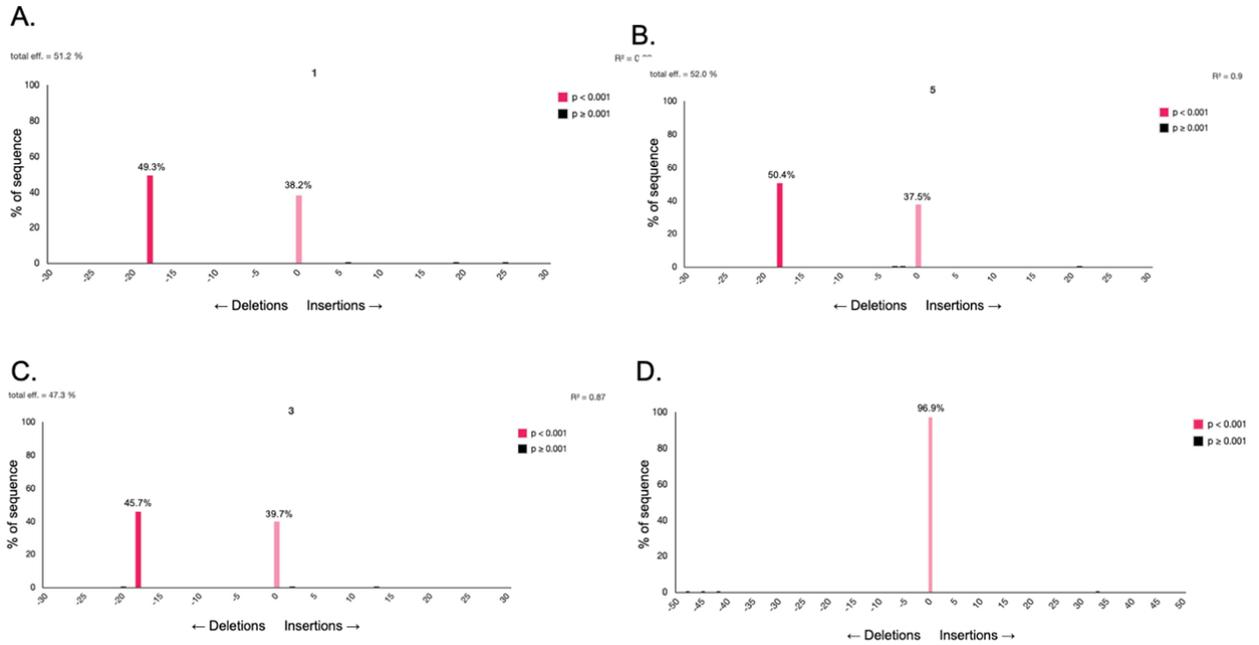 A.
total eff. = 51.2 %
1
p < 0.001
p ≥ 0.001
% of sequence
100
80
60
40
20
0
49.3%
38.2%
-30 -25 -20 -15 -10 -5 0 5 10 15 20 25 30
← Deletions Insertions →
B.
R² =
total eff. = 52.0 %
R² = 0.9
5
p < 0.001
p ≥ 0.001
% of sequence
100
80
60
40
20
0
50.4%
37.5%
-30 -25 -20 -15 -10 -5 0 5 10 15 20 25 30
← Deletions Insertions →
C.
total eff. = 47.3 %
R² = 0.87
3
p < 0.001
p ≥ 0.001
% of sequence
100
80
60
40
20
0
45.7%
39.7%
-30 -25 -20 -15 -10 -5 0 5 10 15 20 25 30
← Deletions Insertions →
D.
p < 0.001
p ≥ 0.001
% of sequence
100
80
60
40
20
0
96.9%
-50 -45 -40 -35 -30 -25 -20 -15 -10 -5 0 5 10 15 20 25 30 35 40 45 50
← Deletions Insertions →